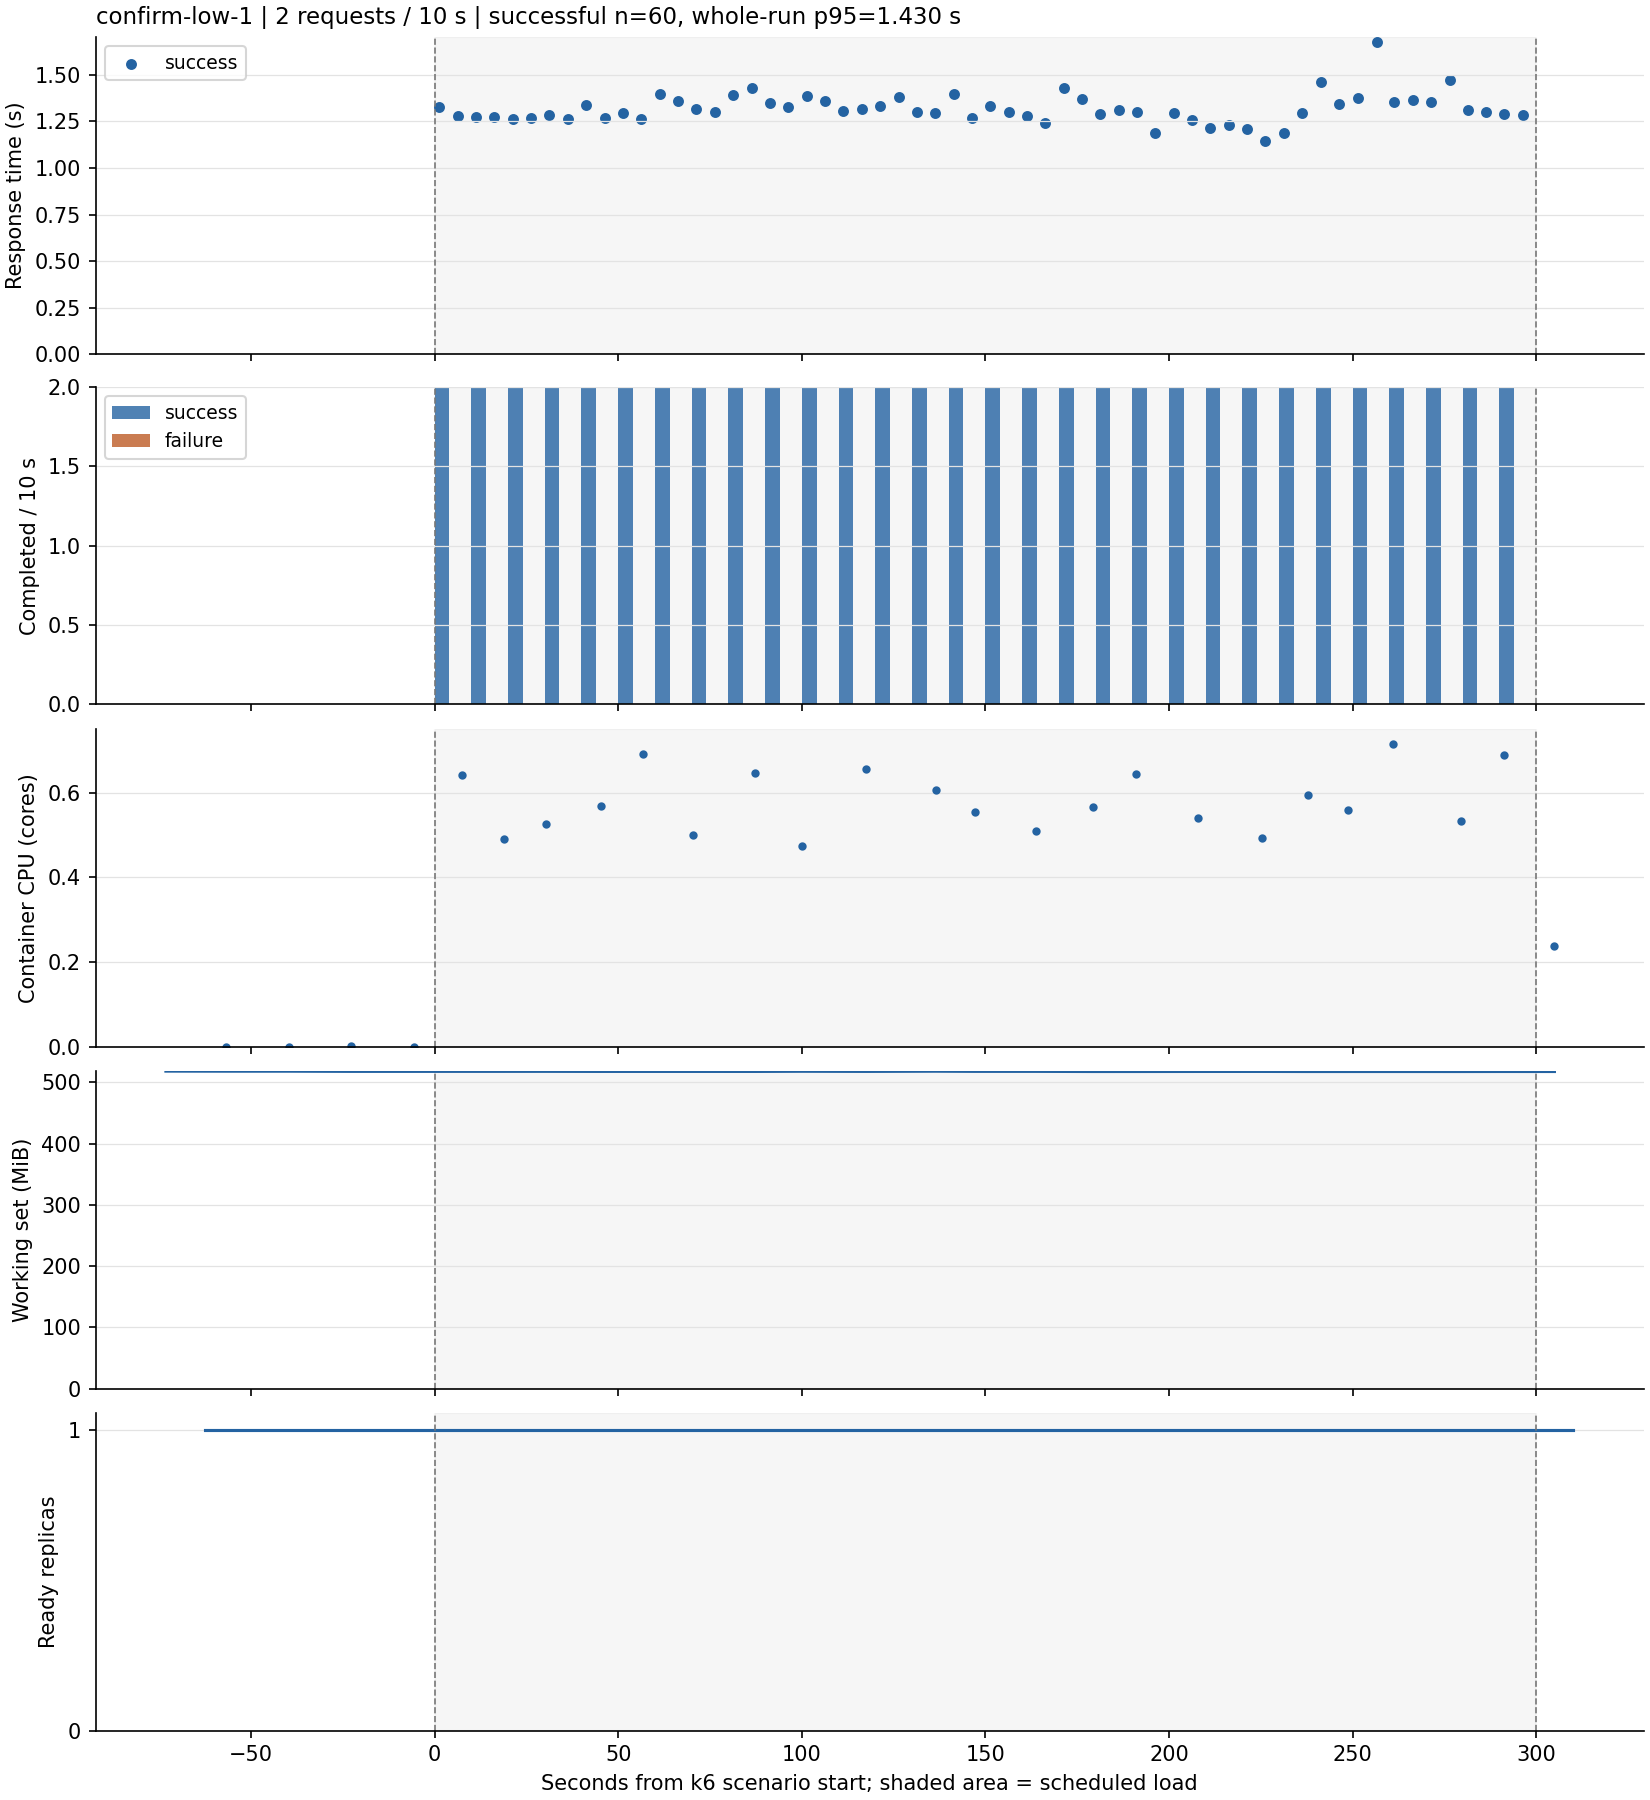 confirm-low-1 | 2 requests / 10 s | successful n=60, whole-run p95=1.430 s
success
Response time (s)
1.50
1.25
1.00
0.75
0.50
0.25
0.00
success
failure
Completed / 10 s
2.0
1.5
1.0
0.5
0.0
Container CPU (cores)
0.6
0.4
0.2
0.0
Working set (MiB)
500
400
300
200
100
0
Ready replicas
1
0
−50 0 50 100 150 200 250 300
Seconds from k6 scenario start; shaded area = scheduled load